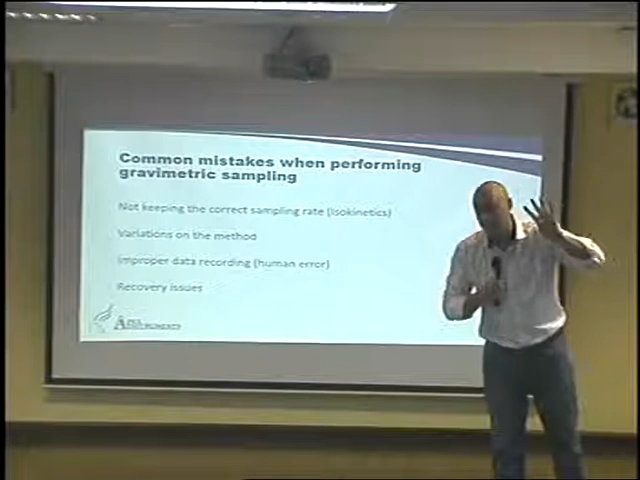 Common mistakes when performing
gravimetric sampling
Not keeping the correct sampling rate (Isokinetics)
Variations on the method
Improper data recording (human error)
Recovery issues
INSTRUMENTS